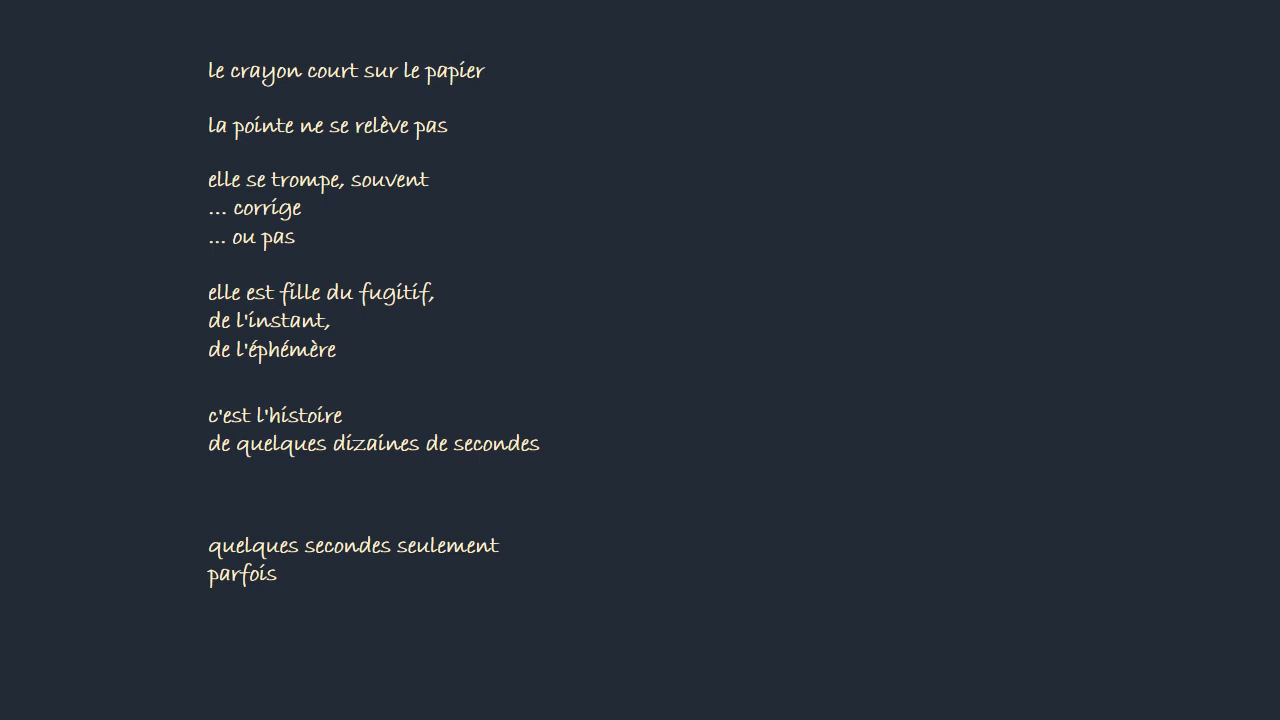 le crayon court sur le papier
la pointe ne se relève pas
elle se trompe, souvent
... corrige
... ou pas
elle est fille du fugitif,
de l'instant,
de l'éphémère
c'est l'histoire
de quelques dizaines de secondes
quelques secondes seulement
parfois